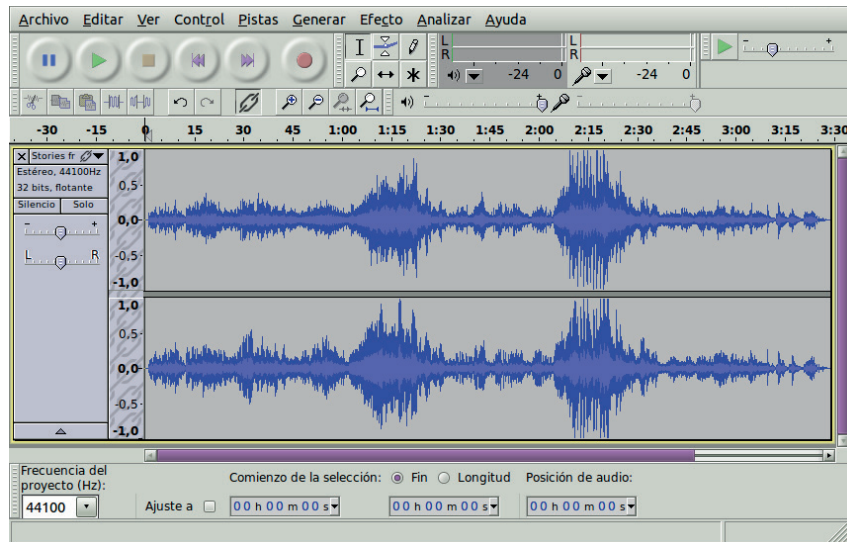 Archivo Editar Ver Control Pistas Generar Efecto Analizar Ayuda
L
R
-24 0
L
R
-24 0
- +
-30 -15 0 15 30 45 1:00 1:15 1:30 1:45 2:00 2:15 2:30 2:45 3:00 3:15 3:30
Stories fr
Estéreo, 44100Hz
32 bits, flotante
Silencio Solo
- +
L R
1,0
0,5
0,0
-0,5
-1,0
1,0
0,5
0,0
-0,5
-1,0
Frecuencia del
proyecto (Hz):
44100
Comienzo de la selección: Fin Longitud Posición de audio:
Ajuste a 00 h 00 m 00 s 00 h 00 m 00 s 00 h 00 m 00 s